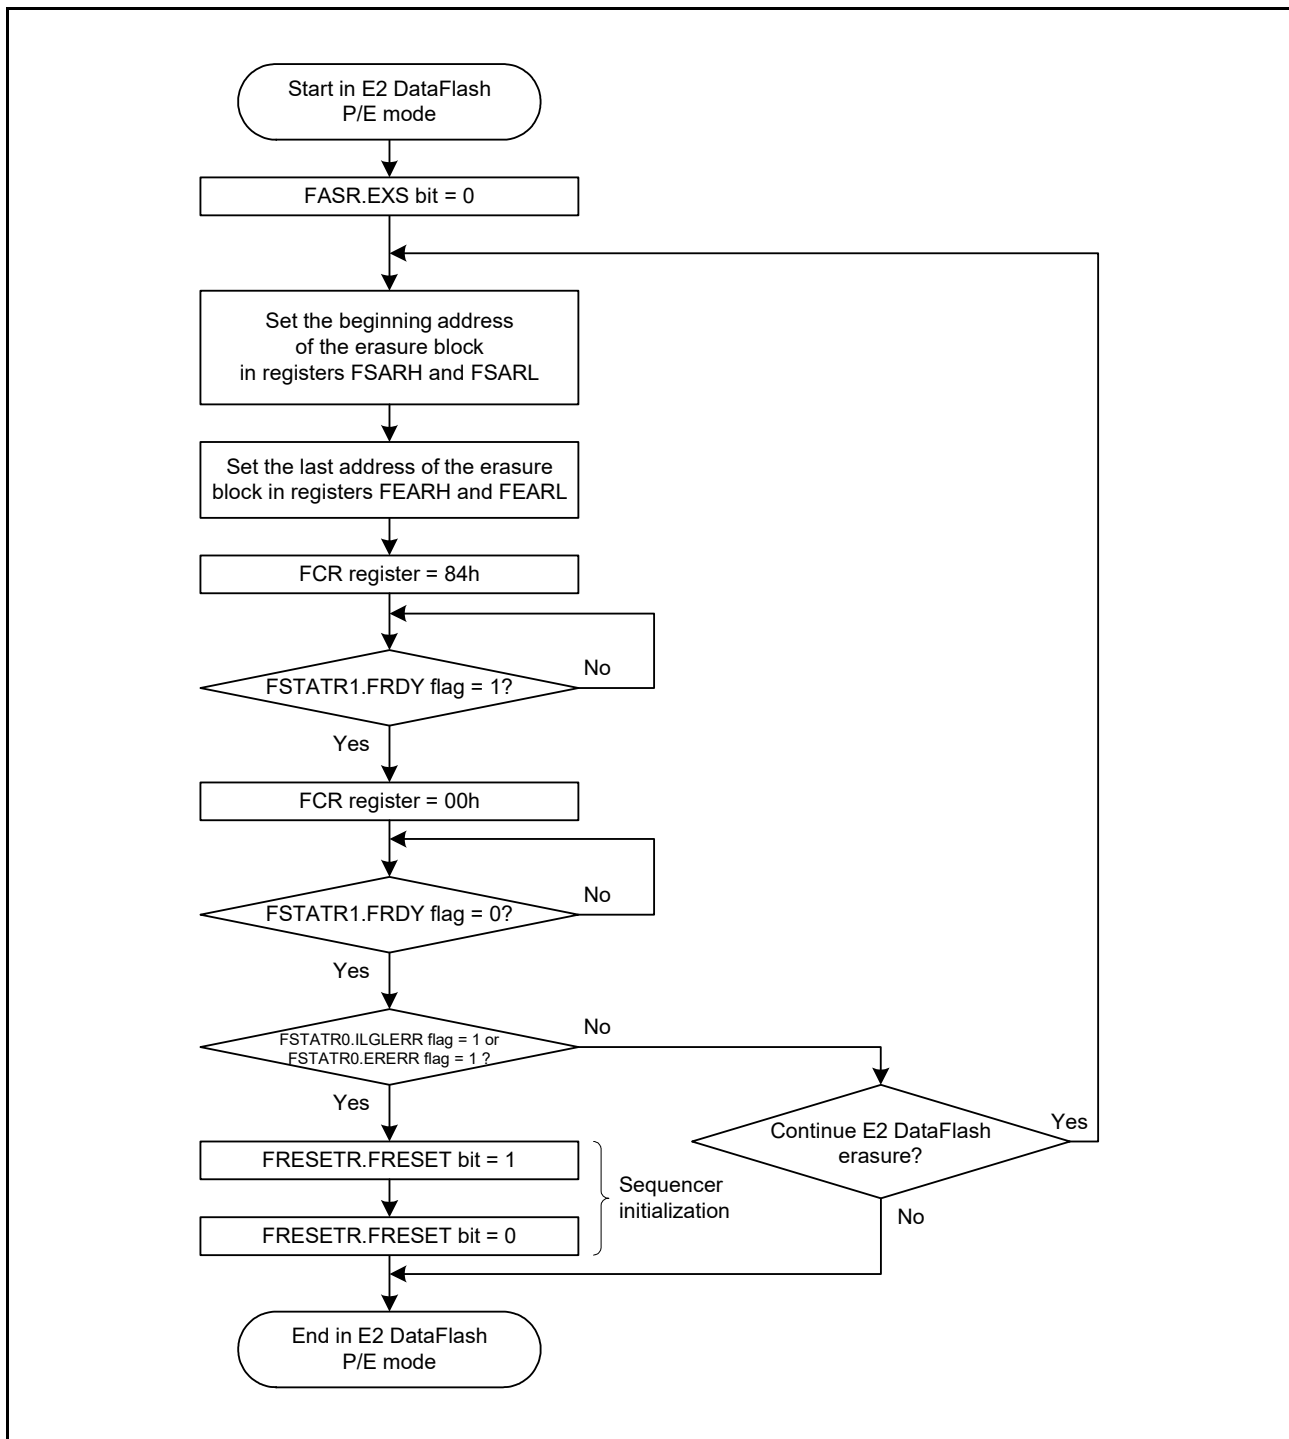 Start in E2 DataFlash
P/E mode
FASR.EXS bit = 0
Set the beginning address
of the erasure block
in registers FSARH and FSARL
Set the last address of the erasure
block in registers FEARH and FEARL
FCR register = 84h
FSTATR1.FRDY flag = 1?
No
Yes
FCR register = 00h
FSTATR1.FRDY flag = 0?
No
Yes
FSTATR0.ILGLERR flag = 1 or
FSTATR0.ERERR flag = 1 ?
No
Yes
Continue E2 DataFlash
erasure?
Yes
No
FRESETR.FRESET bit = 1
FRESETR.FRESET bit = 0
Sequencer
initialization
End in E2 DataFlash
P/E mode